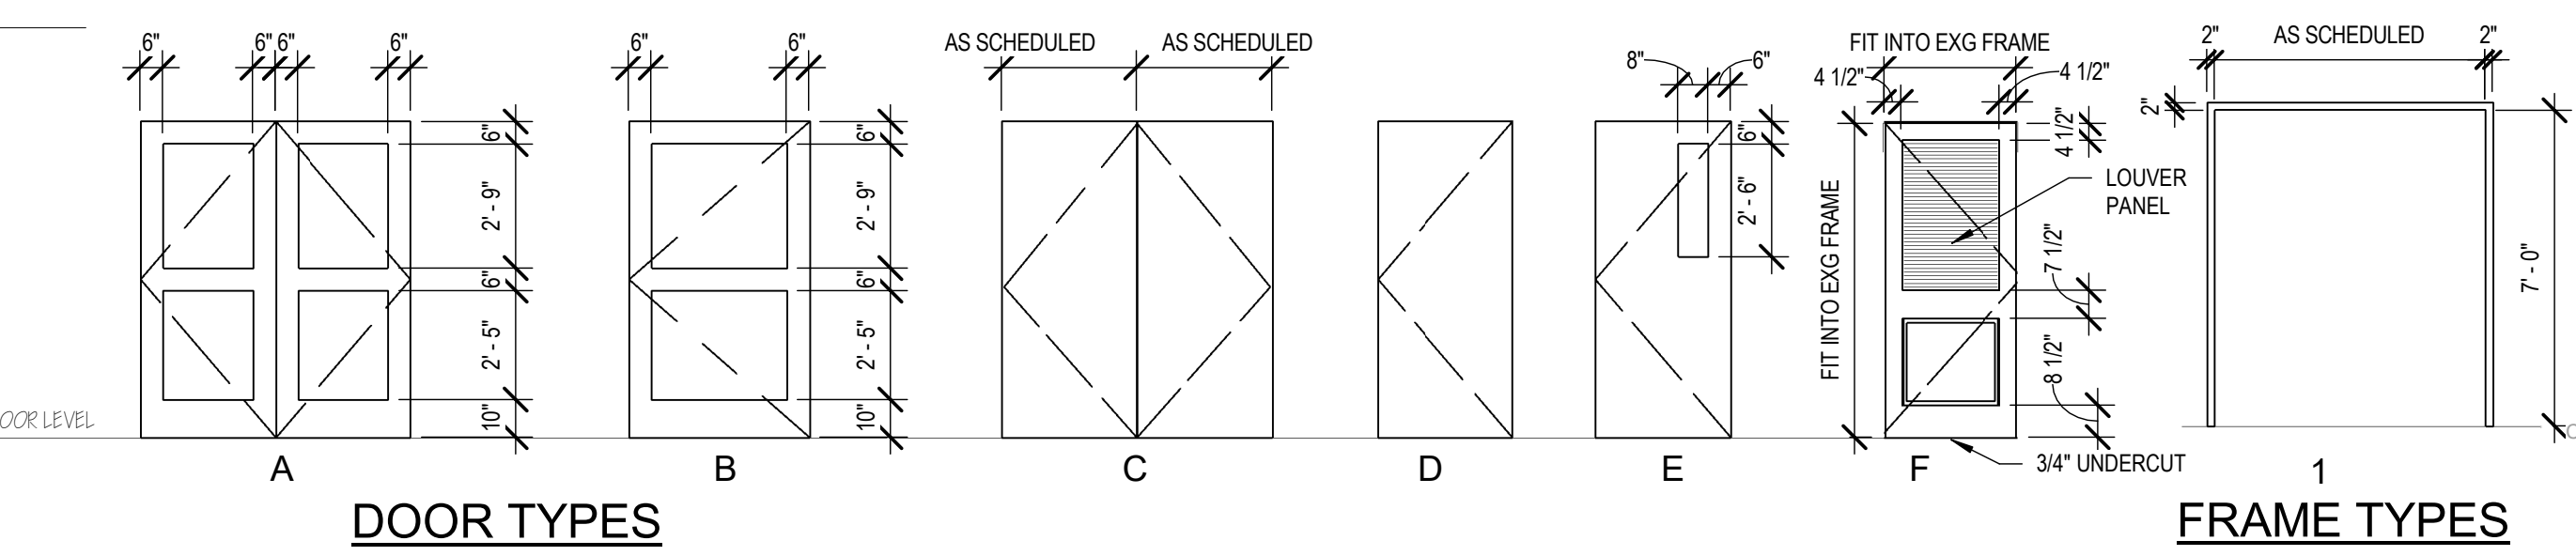 6" 6" 6" 6"
6"
2' - 9"
6"
2' - 5"
10"
A
6" 6"
6"
2' - 9"
6"
2' - 5"
10"
B
AS SCHEDULED AS SCHEDULED
C
D
8" 6"
6"
2' - 6"
E
FIT INTO EXG FRAME
4 1/2" 4 1/2"
4 1/2"
FIT INTO EXG FRAME
LOUVER
PANEL
7 1/2"
8 1/2"
3/4" UNDERCUT
F
2" AS SCHEDULED 2"
2"
7' - 0"
1
OOR LEVEL
DOOR TYPES
FRAME TYPES